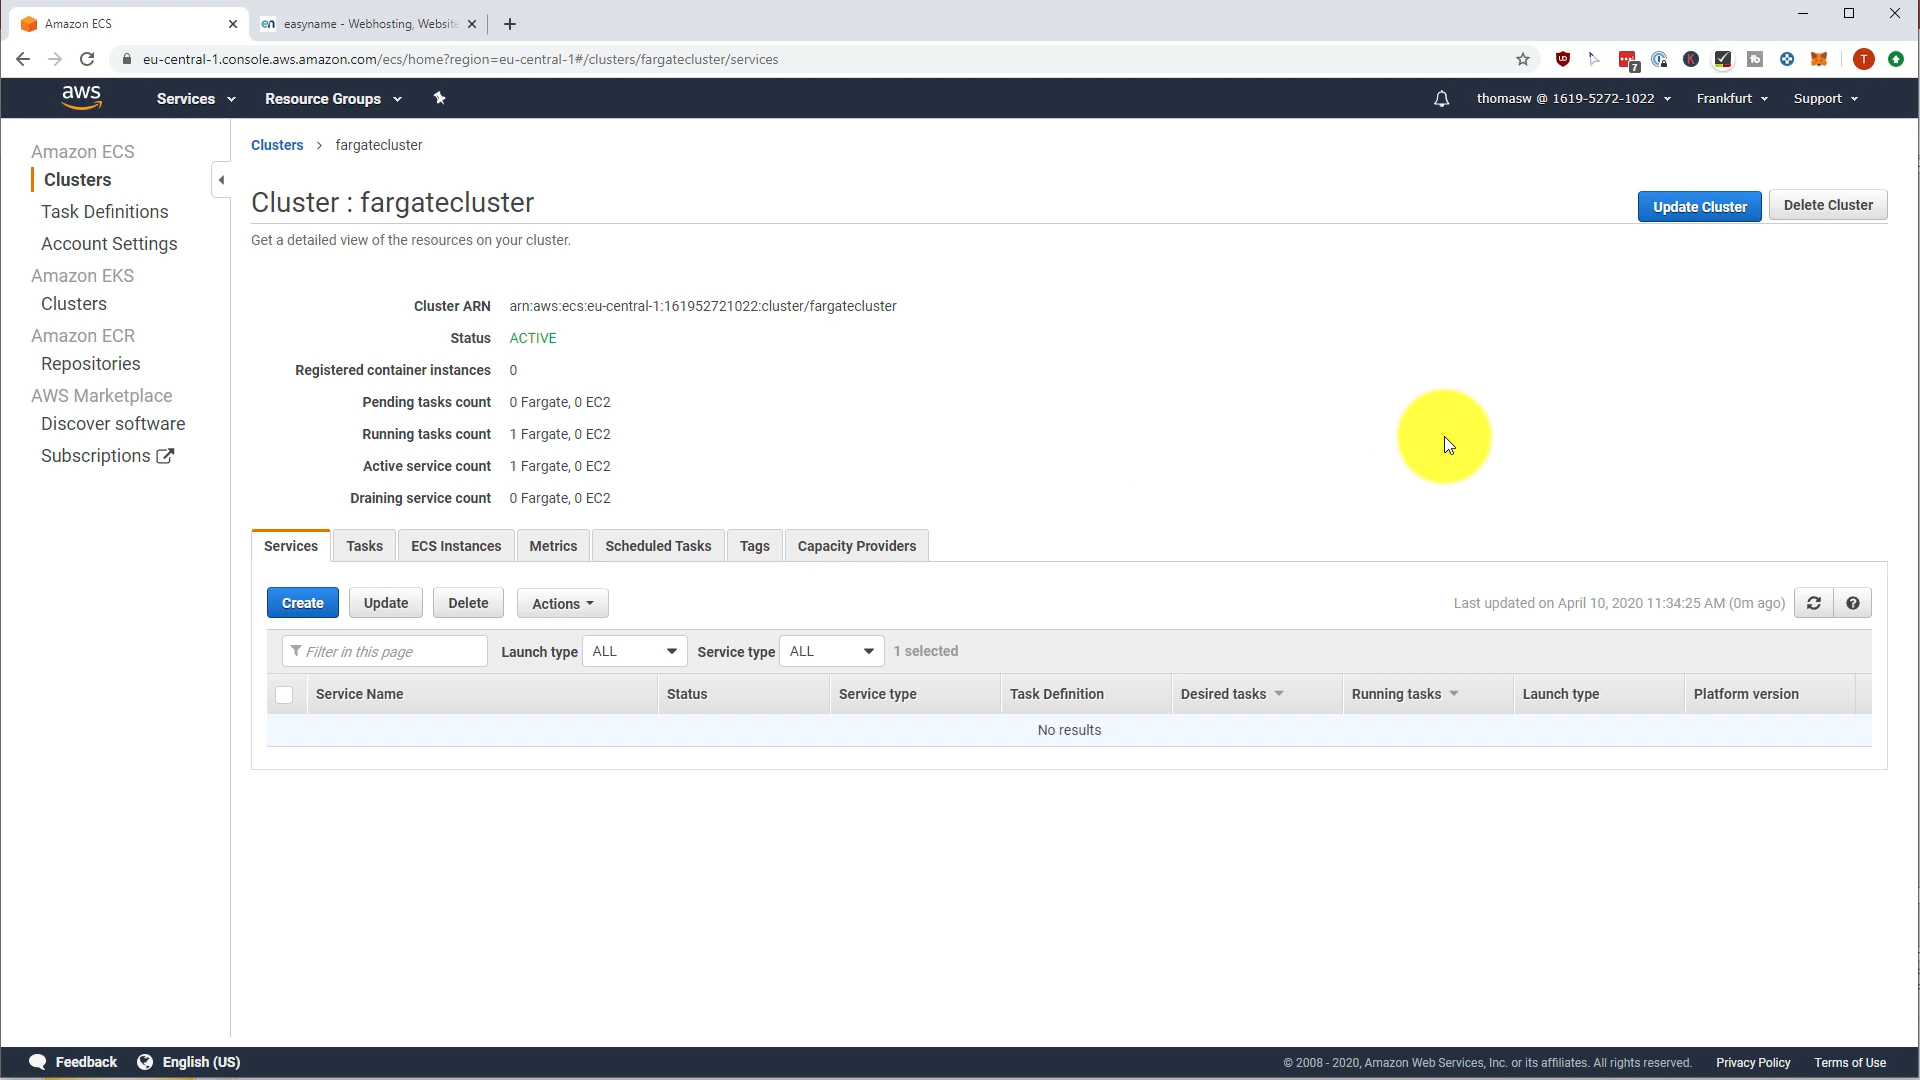 Amazon ECS
en easyname - Webhosting, Website
eu-central-1.console.aws.amazon.com/ecs/home?region=eu-central-1#/clusters/fargatecluster/services
7
T
aws Services Resource Groups thomasw @ 1619-5272-1022 Frankfurt Support
Amazon ECS
Clusters
Task Definitions
Account Settings
Amazon EKS
Clusters
Amazon ECR
Repositories
AWS Marketplace
Discover software
Subscriptions
Clusters > fargatecluster
Cluster : fargatecluster
Update Cluster Delete Cluster
Get a detailed view of the resources on your cluster.
Cluster ARN arn:aws:ecs:eu-central-1:161952721022:cluster/fargatecluster
Status ACTIVE
Registered container instances 0
Pending tasks count 0 Fargate, 0 EC2
Running tasks count 1 Fargate, 0 EC2
Active service count 1 Fargate, 0 EC2
Draining service count 0 Fargate, 0 EC2
Services Tasks ECS Instances Metrics Scheduled Tasks Tags Capacity Providers
Create Update Delete Actions Last updated on April 10, 2020 11:34:25 AM (0m ago)
Filter in this page Launch type ALL Service type ALL 1 selected
Service Name Status Service type Task Definition Desired tasks Running tasks Launch type Platform version
No results
Feedback English (US) © 2008 - 2020, Amazon Web Services, Inc. or its affiliates. All rights reserved. Privacy Policy Terms of Use